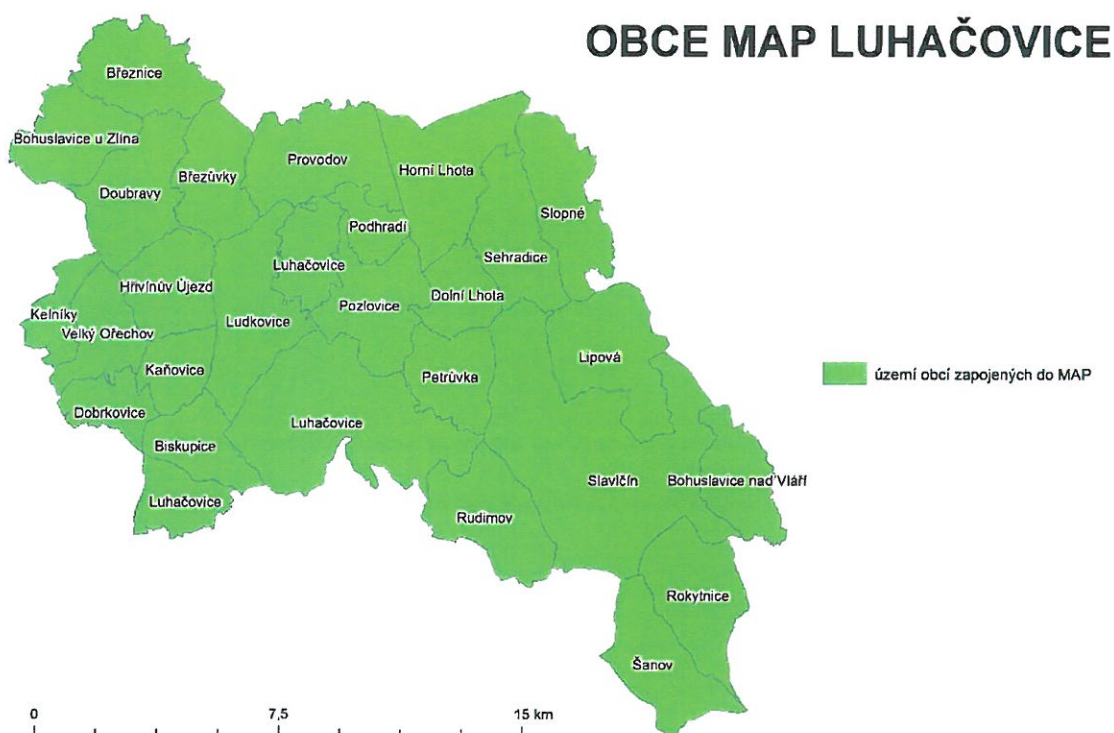 OBCE MAP LUHAČOVICE
Březnice
Bohuslavice u Zlína
Březůvky
Provodov
Horní Lhota
Doubravy
Slopné
Podhradí
Sehradice
Luhačovice
Hřivínův Újezd
Dolní Lhota
Pozlovice
Kelníky
Ludkovice
Velký Ořechov
Lipová
Kaňovice
Petrůvka
území obcí zapojených do MAP
Dobrkovice
Luhačovice
Biskupice
Slavičín
Bohuslavice nad Vláří
Luhačovice
Rudimov
Rokytnice
Šanov
0
7,5
15 km